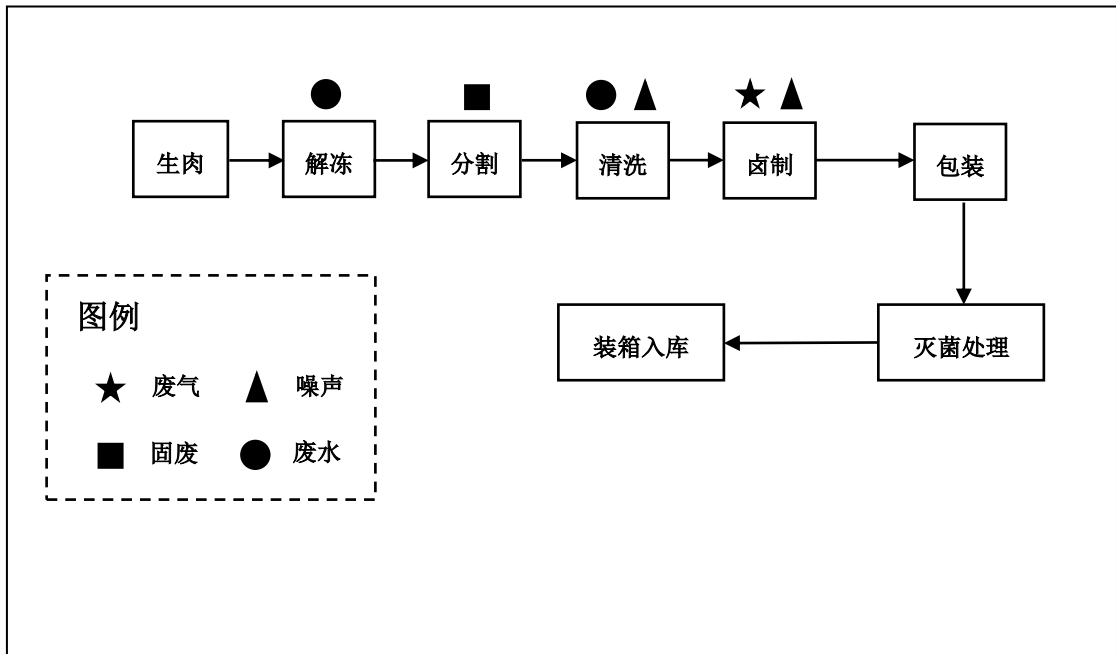 生肉
解冻
分割
清洗
卤制
包装
灭菌处理
装箱入库
图例
废气
噪声
固废
废水